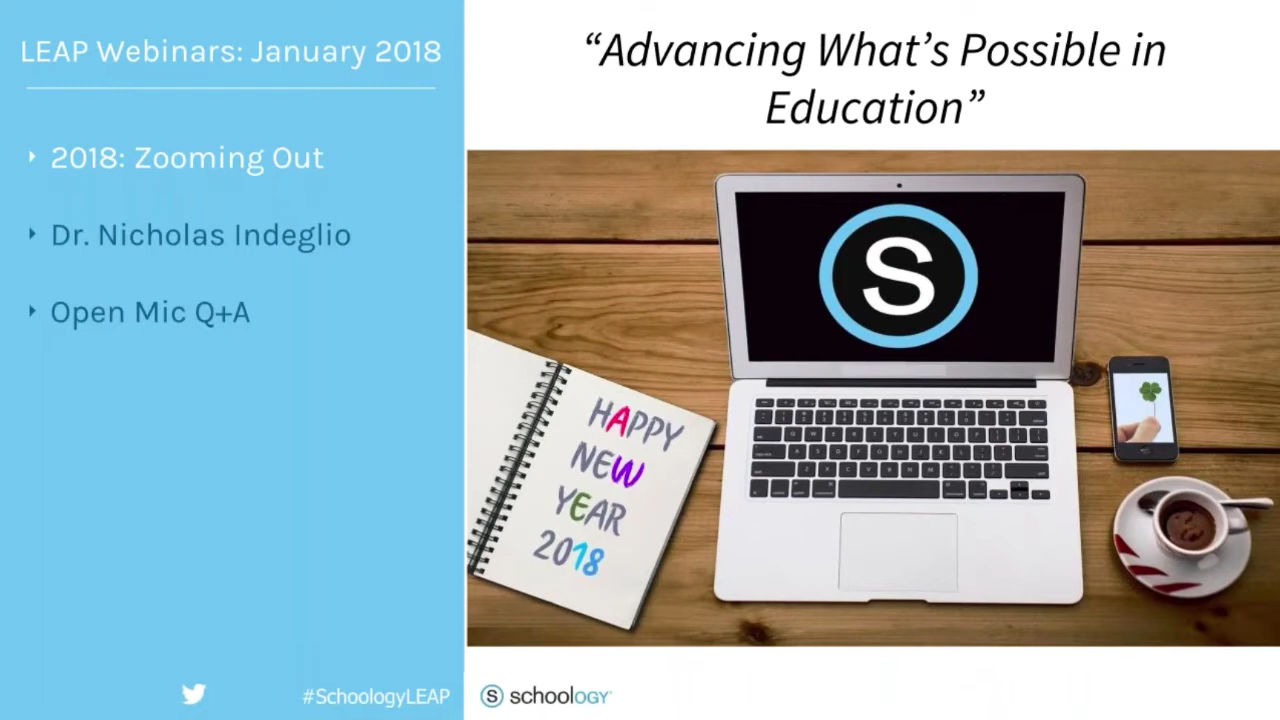 LEAP Webinars: January 2018
2018: Zooming Out
Dr. Nicholas Indeglio
Open Mic Q+A
#SchoologyLEAP
“Advancing What’s Possible in
Education”
S
HAPPY
NEW
YEAR
2018
S schoology